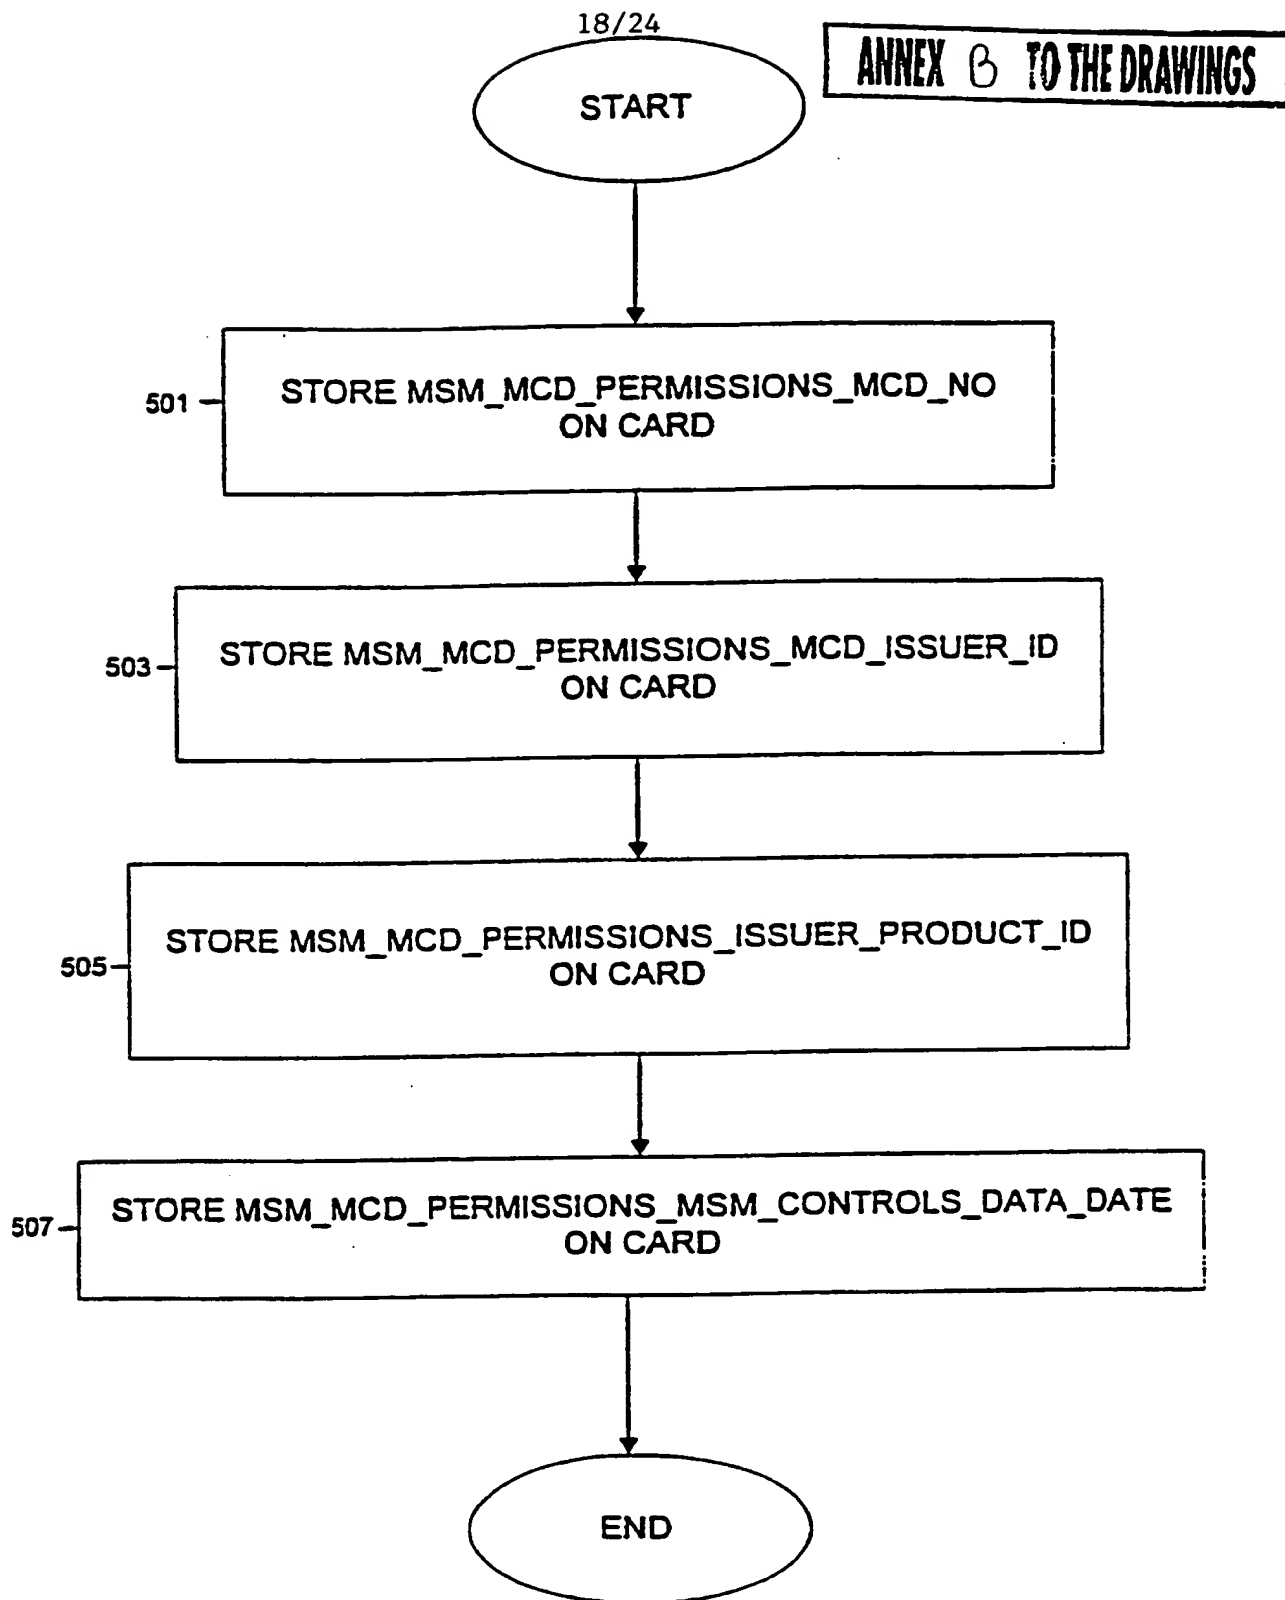 18/24
ANNEX B TO THE DRAWINGS
START
501
STORE MSM_MCD_PERMISSIONS_MCD_NO
ON CARD
503
STORE MSM_MCD_PERMISSIONS_MCD_ISSUER_ID
ON CARD
505
STORE MSM_MCD_PERMISSIONS_ISSUER_PRODUCT_ID
ON CARD
507
STORE MSM_MCD_PERMISSIONS_MSM_CONTROLS_DATA_DATE
ON CARD
END